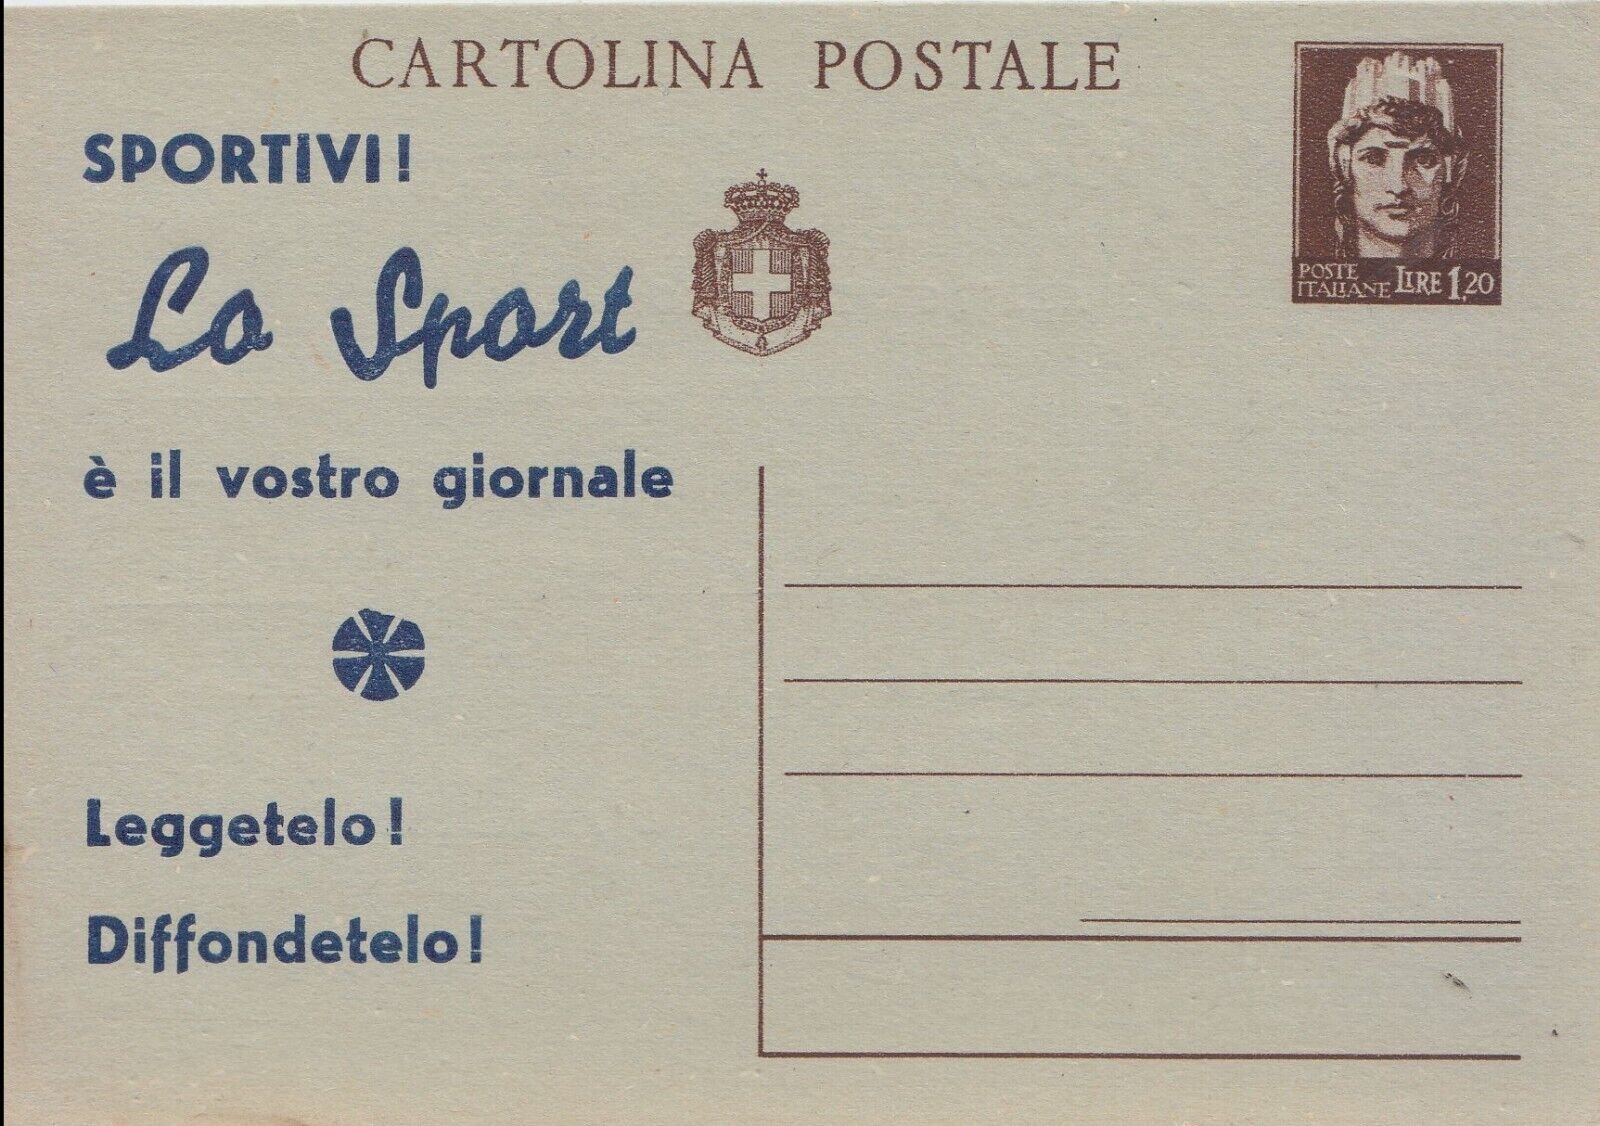 CARTOLINA POSTALE
SPORTIVI!
Lo Sport
è il vostro giornale
Leggetelo!
Diffondetelo!
POSTE
ITALIANE LIRE 1,20